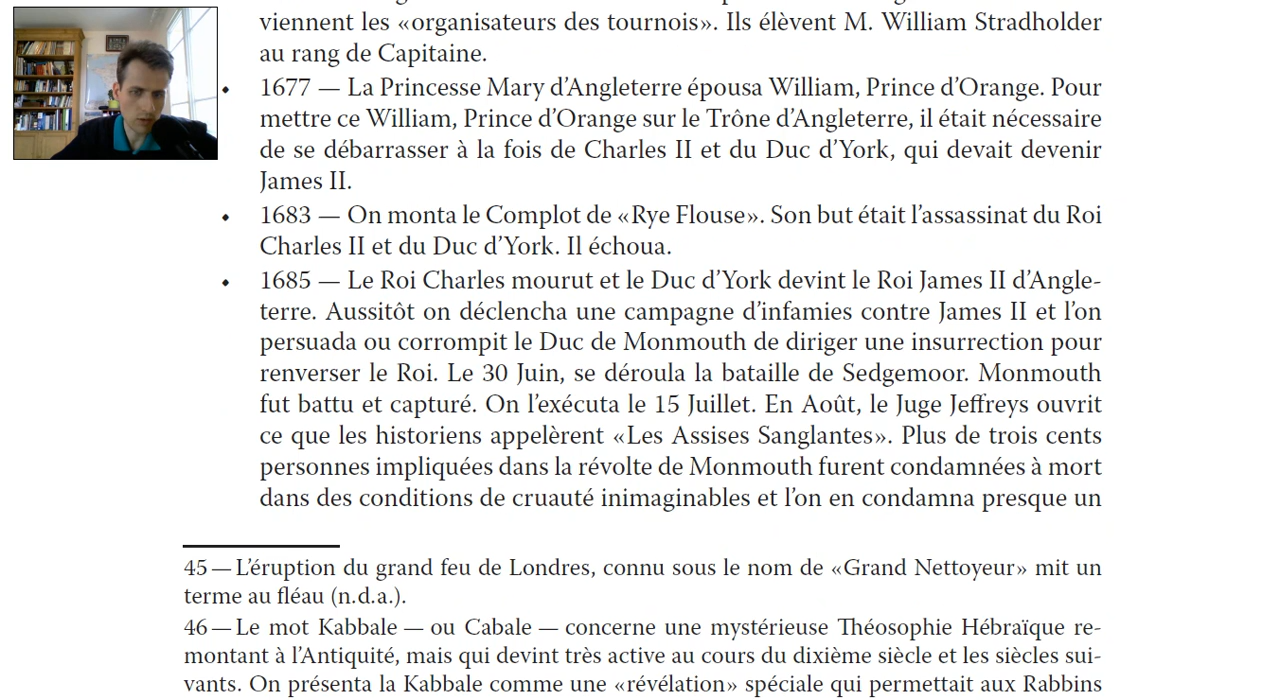 viennent les «organisateurs des tournois». Ils élèvent M. William Stradholder
au rang de Capitaine.
• 1677 — La Princesse Mary d'Angleterre épousa William, Prince d'Orange. Pour
mettre ce William, Prince d'Orange sur le Trône d'Angleterre, il était nécessaire
de se débarrasser à la fois de Charles II et du Duc d'York, qui devait devenir
James II.
• 1683 — On monta le Complot de «Rye Flouse». Son but était l'assassinat du Roi
Charles II et du Duc d'York. Il échoua.
• 1685 — Le Roi Charles mourut et le Duc d'York devint le Roi James II d'Angle-
terre. Aussitôt on déclencha une campagne d'infamies contre James II et l'on
persuada ou corrompit le Duc de Monmouth de diriger une insurrection pour
renverser le Roi. Le 30 Juin, se déroula la bataille de Sedgemoor. Monmouth
fut battu et capturé. On l'exécuta le 15 Juillet. En Août, le Juge Jeffreys ouvrit
ce que les historiens appelèrent «Les Assises Sanglantes». Plus de trois cents
personnes impliquées dans la révolte de Monmouth furent condamnées à mort
dans des conditions de cruauté inimaginables et l'on en condamna presque un
45 — L'éruption du grand feu de Londres, connu sous le nom de «Grand Nettoyeur» mit un
terme au fléau (n.d.a.).
46 — Le mot Kabbale — ou Cabale — concerne une mystérieuse Théosophie Hébraïque re-
montant à l'Antiquité, mais qui devint très active au cours du dixième siècle et les siècles sui-
vants. On présenta la Kabbale comme une «révélation» spéciale qui permettait aux Rabbins